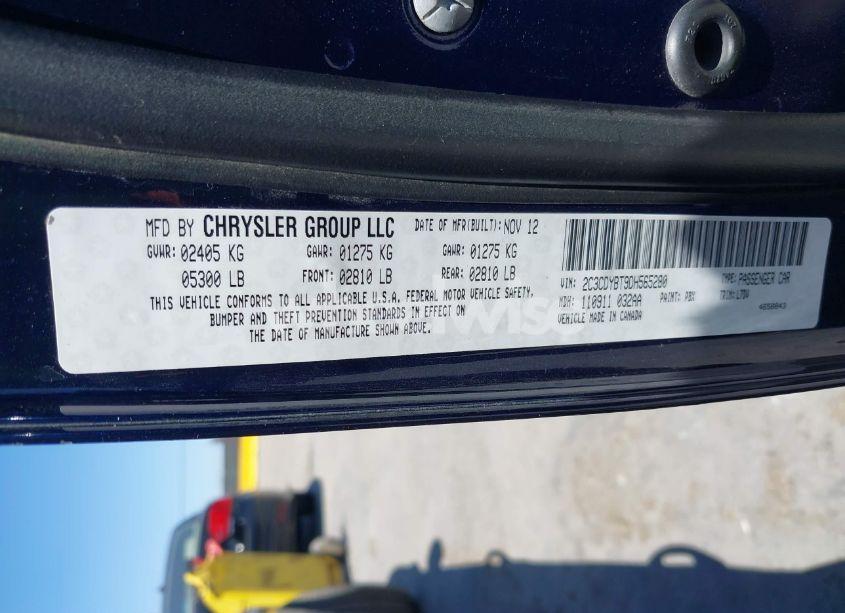 MFD BY CHRYSLER GROUP LLC DATE OF MFR(BUILT): NOV 12
GVWR: 02405 KG GAWR: 01275 KG GAWR: 01275 KG
05300 LB FRONT: 02810 LB REAR: 02810 LB
THIS VEHICLE CONFORMS TO ALL APPLICABLE U.S.A. FEDERAL MOTOR VEHICLE SAFETY,
BUMPER AND THEFT PREVENTION STANDARDS IN EFFECT ON
THE DATE OF MANUFACTURE SHOWN ABOVE.
VIN: 2C3CDYBT9DH565280 TYPE: PASSENGER CAR
MDH: 110911 032AA PAINT: PBX TRIM: L7DV
VEHICLE MADE IN CANADA 4658043